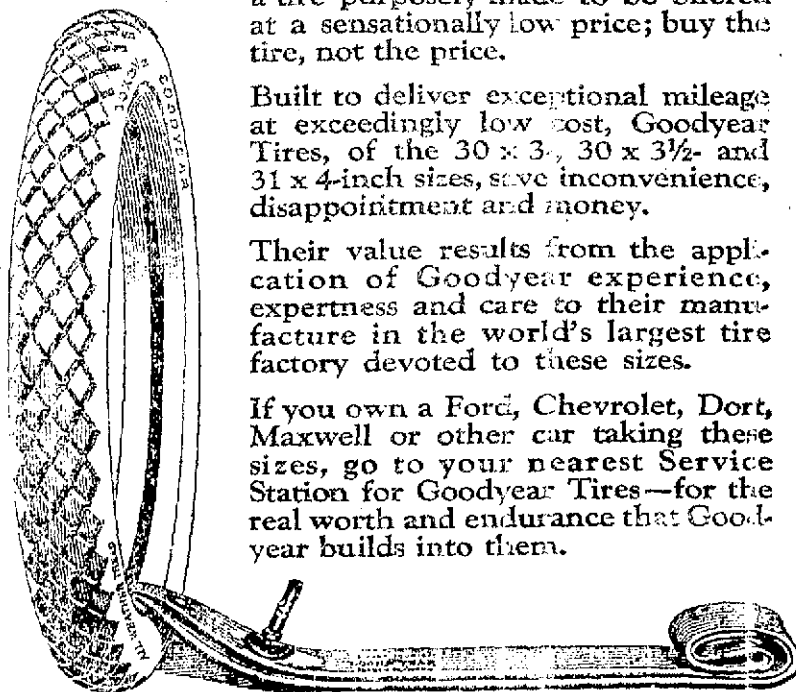 a tire purposely made to be offered
at a sensationally low price; buy the
tire, not the price.
Built to deliver exceptional mileage
at exceedingly low cost, Goodyear
Tires, of the 30 x 3-, 30 x 3½- and
31 x 4-inch sizes, save inconvenience,
disappointment and money.
Their value results from the appli-
cation of Goodyear experience,
expertness and care to their manu-
facture in the world's largest tire
factory devoted to these sizes.
If you own a Ford, Chevrolet, Dort,
Maxwell or other car taking these
sizes, go to your nearest Service
Station for Goodyear Tires—for the
real worth and endurance that Good-
year builds into them.
GOODYEAR